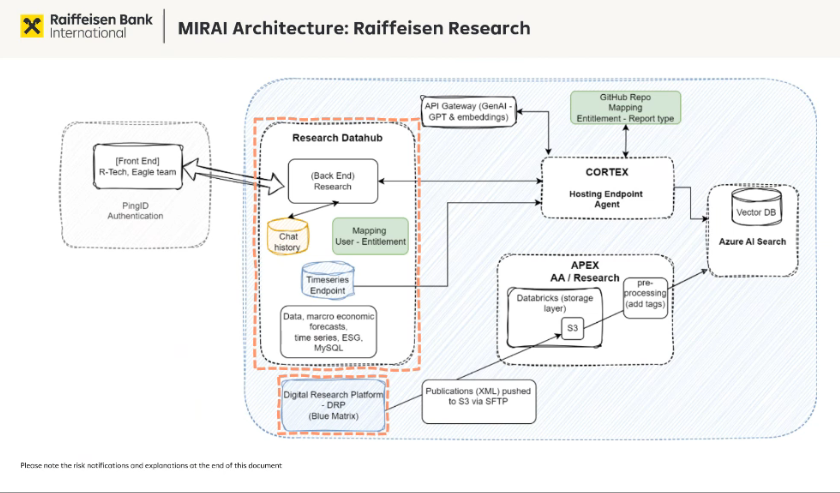 Raiffeisen Bank
International
MIRAI Architecture: Raiffeisen Research
API Gateway (GenAI -
GPT & embeddings)
GitHub Repo
Mapping
Entitlement - Report type
Research Datahub
[Front End]
R-Tech, Eagle team
PingID
Authentication
(Back End)
Research
CORTEX
Hosting Endpoint
Agent
Vector DB
Azure AI Search
Chat
history
Mapping
User - Entitlement
Timeseries
Endpoint
APEX
AA / Research
Databricks (storage
layer)
S3
pre-
processing
(add tags)
Data, marcro economic
forecasts,
time series, ESG,
MySQL
Digital Research Platform
- DRP
(Blue Matrix)
Publications (XML) pushed
to S3 via SFTP
Please note the risk notifications and explanations at the end of this document